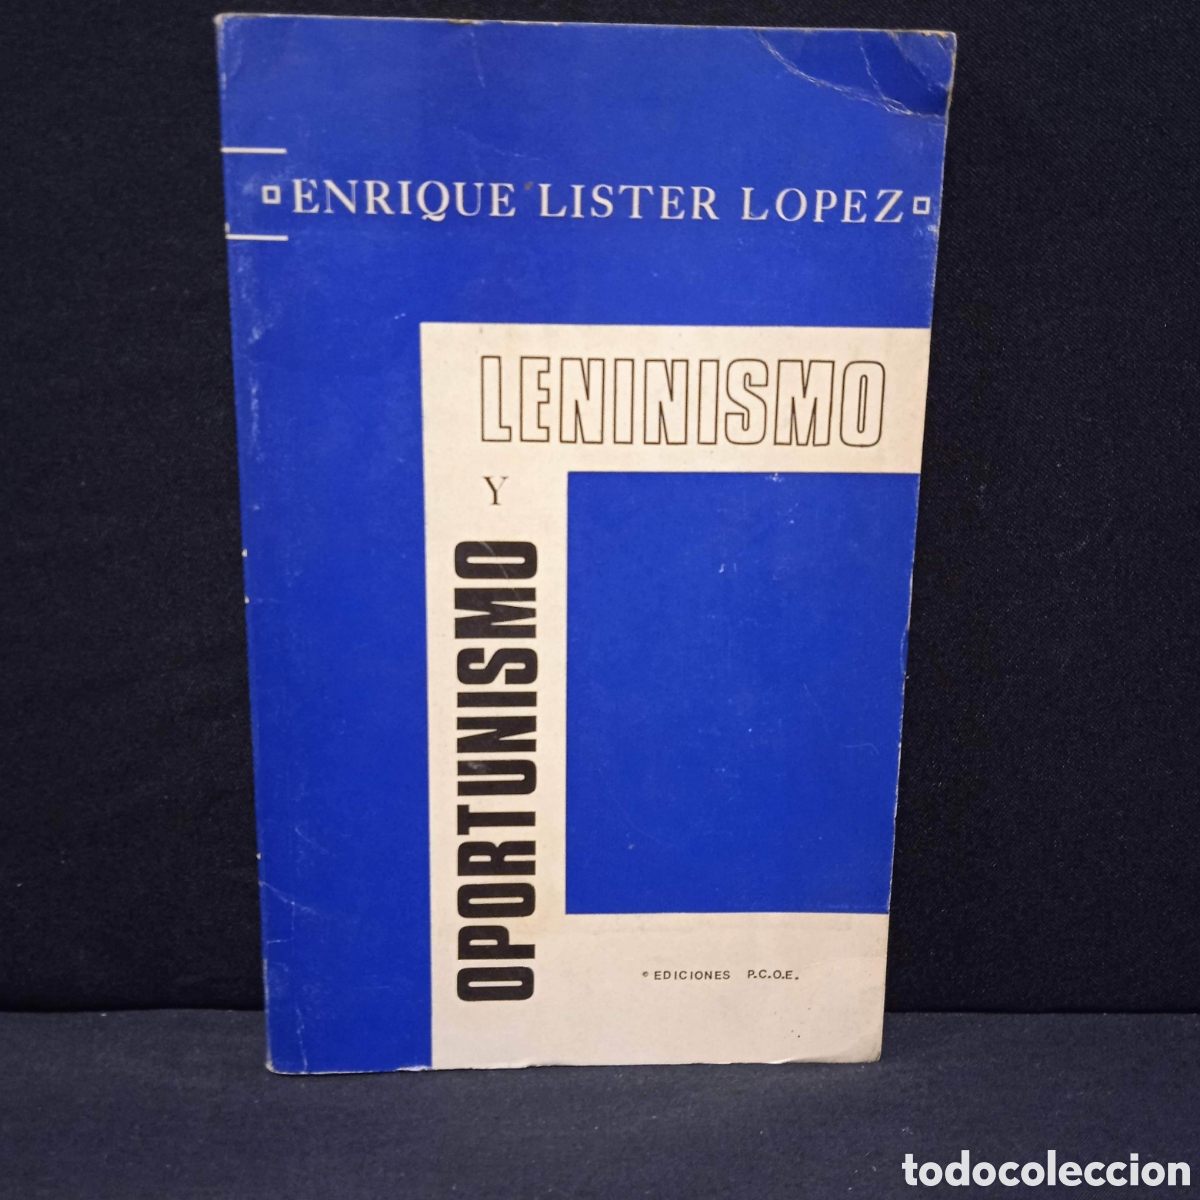 ENRIQUE LISTER LOPEZ
LENINISMO
Y
OPORTUNISMO
© EDICIONES P.C.O.E.
todocoleccion